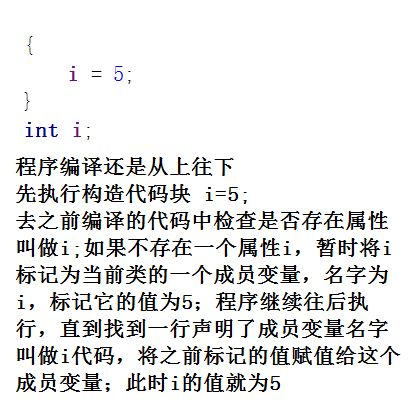 {
    i = 5;
}
int i;
程序编译还是从上往下
先执行构造代码块 i=5;
去之前编译的代码中检查是否存在属性
叫做i;如果不存在一个属性i，暂时将i
标记为当前类的一个成员变量，名字为
i，标记它的值为5；程序继续往后执
行，直到找到一行声明了成员变量名字
叫做i代码，将之前标记的值赋值给这个
成员变量；此时i的值就为5